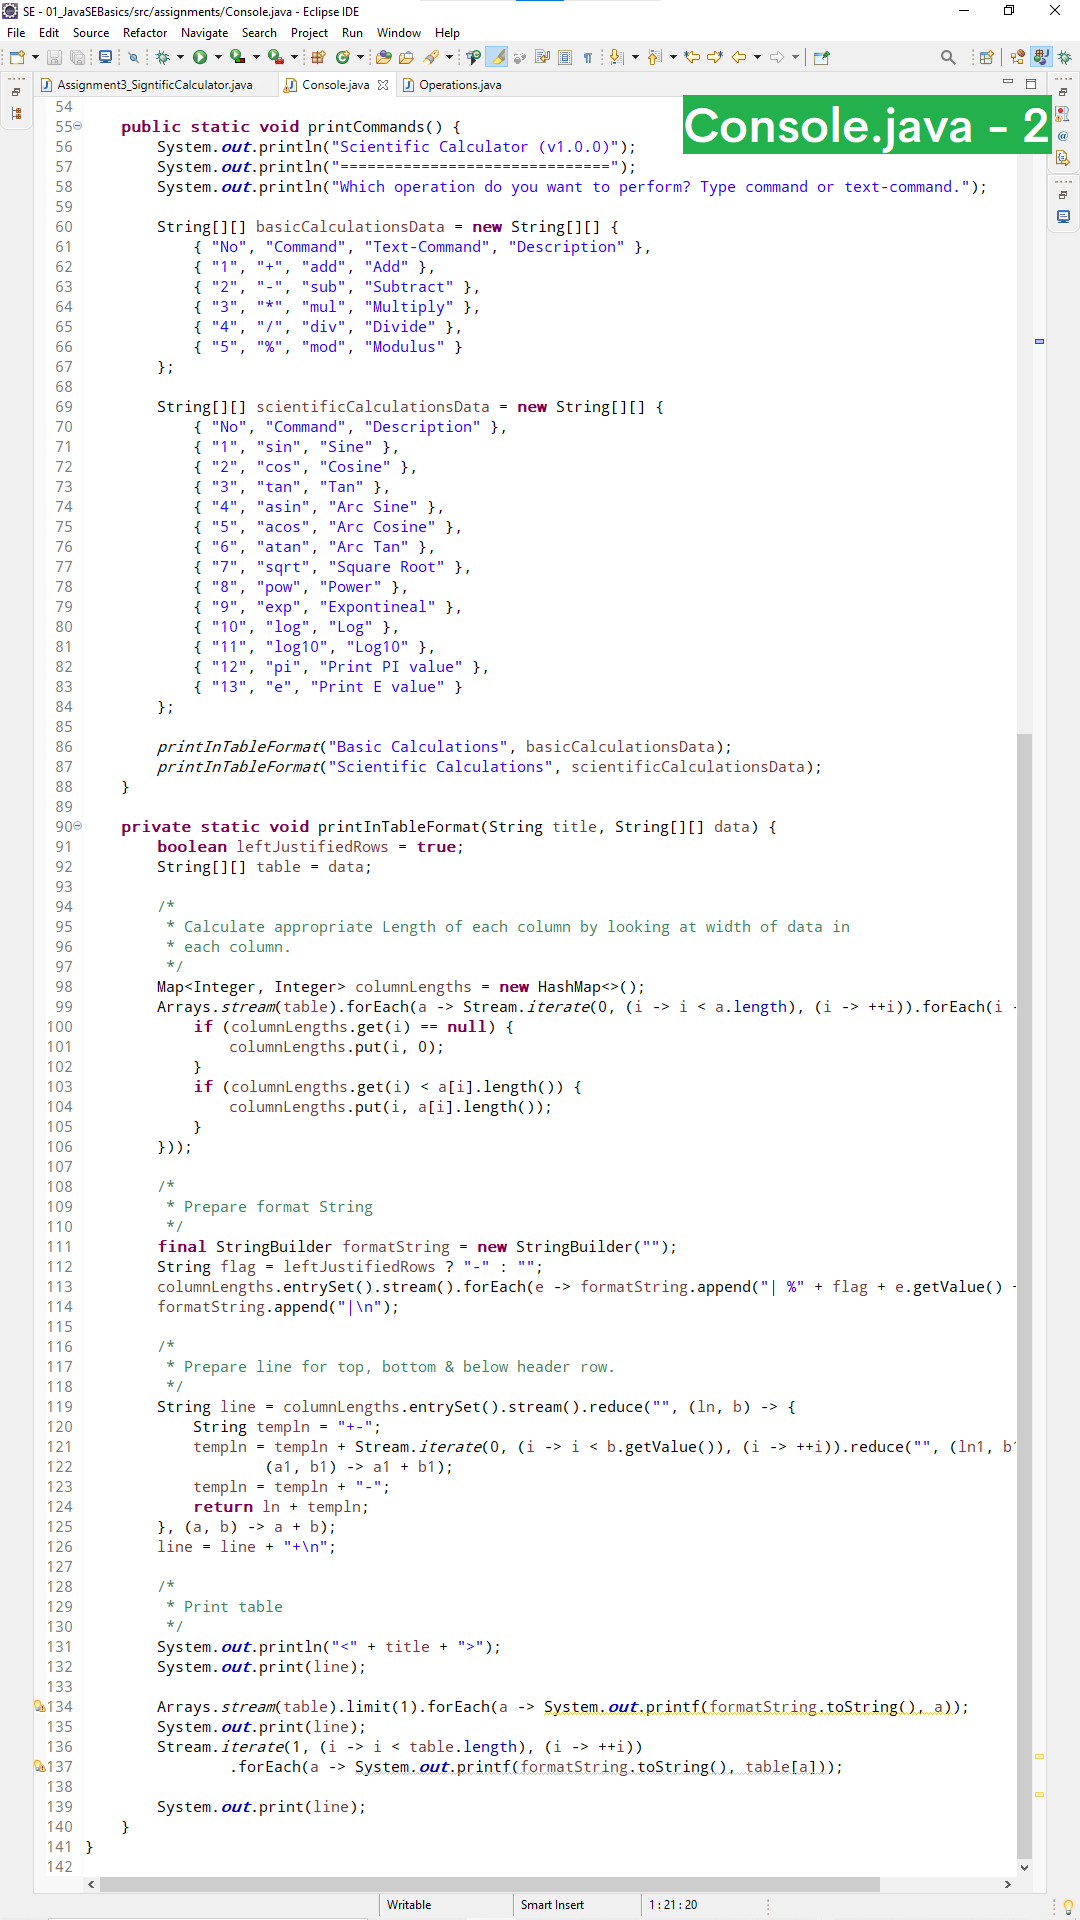 SE - 01_JavaSEBasics/src/assignments/Console.java - Eclipse IDE
File Edit Source Refactor Navigate Search Project Run Window Help
Assignment3_SigntificCalculator.java Console.java Operations.java
Console.java - 2
54
55 public static void printCommands() {
56 System.out.println("Scientific Calculator (v1.0.0)");
57 System.out.println("==============================");
58 System.out.println("Which operation do you want to perform? Type command or text-command.");
59
60 String[][] basicCalculationsData = new String[][] {
61 { "No", "Command", "Text-Command", "Description" },
62 { "1", "+", "add", "Add" },
63 { "2", "-", "sub", "Subtract" },
64 { "3", "*", "mul", "Multiply" },
65 { "4", "/", "div", "Divide" },
66 { "5", "%", "mod", "Modulus" }
67 };
68
69 String[][] scientificCalculationsData = new String[][] {
70 { "No", "Command", "Description" },
71 { "1", "sin", "Sine" },
72 { "2", "cos", "Cosine" },
73 { "3", "tan", "Tan" },
74 { "4", "asin", "Arc Sine" },
75 { "5", "acos", "Arc Cosine" },
76 { "6", "atan", "Arc Tan" },
77 { "7", "sqrt", "Square Root" },
78 { "8", "pow", "Power" },
79 { "9", "exp", "Expontineal" },
80 { "10", "log", "Log" },
81 { "11", "log10", "Log10" },
82 { "12", "pi", "Print PI value" },
83 { "13", "e", "Print E value" }
84 };
85
86 printInTableFormat("Basic Calculations", basicCalculationsData);
87 printInTableFormat("Scientific Calculations", scientificCalculationsData);
88 }
89
90 private static void printInTableFormat(String title, String[][] data) {
91 boolean leftJustifiedRows = true;
92 String[][] table = data;
93
94 /*
95 * Calculate appropriate Length of each column by looking at width of data in
96 * each column.
97 */
98 Map<Integer, Integer> columnLengths = new HashMap<>();
99 Arrays.stream(table).forEach(a -> Stream.iterate(0, (i -> i < a.length), (i -> ++i)).forEach(i -
100 if (columnLengths.get(i) == null) {
101 columnLengths.put(i, 0);
102 }
103 if (columnLengths.get(i) < a[i].length()) {
104 columnLengths.put(i, a[i].length());
105 }
106 }));
107
108 /*
109 * Prepare format String
110 */
111 final StringBuilder formatString = new StringBuilder("");
112 String flag = leftJustifiedRows ? "-" : "";
113 columnLengths.entrySet().stream().forEach(e -> formatString.append("| %" + flag + e.getValue() +
114 formatString.append("|\n");
115
116 /*
117 * Prepare line for top, bottom & below header row.
118 */
119 String line = columnLengths.entrySet().stream().reduce("", (ln, b) -> {
120 String templn = "+-";
121 templn = templn + Stream.iterate(0, (i -> i < b.getValue()), (i -> ++i)).reduce("", (ln1, b1
122 (a1, b1) -> a1 + b1);
123 templn = templn + "-";
124 return ln + templn;
125 }, (a, b) -> a + b);
126 line = line + "+\n";
127
128 /*
129 * Print table
130 */
131 System.out.println("<" + title + ">");
132 System.out.print(line);
133
134 Arrays.stream(table).limit(1).forEach(a -> System.out.printf(formatString.toString(), a));
135 System.out.print(line);
136 Stream.iterate(1, (i -> i < table.length), (i -> ++i))
137 .forEach(a -> System.out.printf(formatString.toString(), table[a]));
138
139 System.out.print(line);
140 }
141 }
142
Writable Smart Insert 1 : 21 : 20